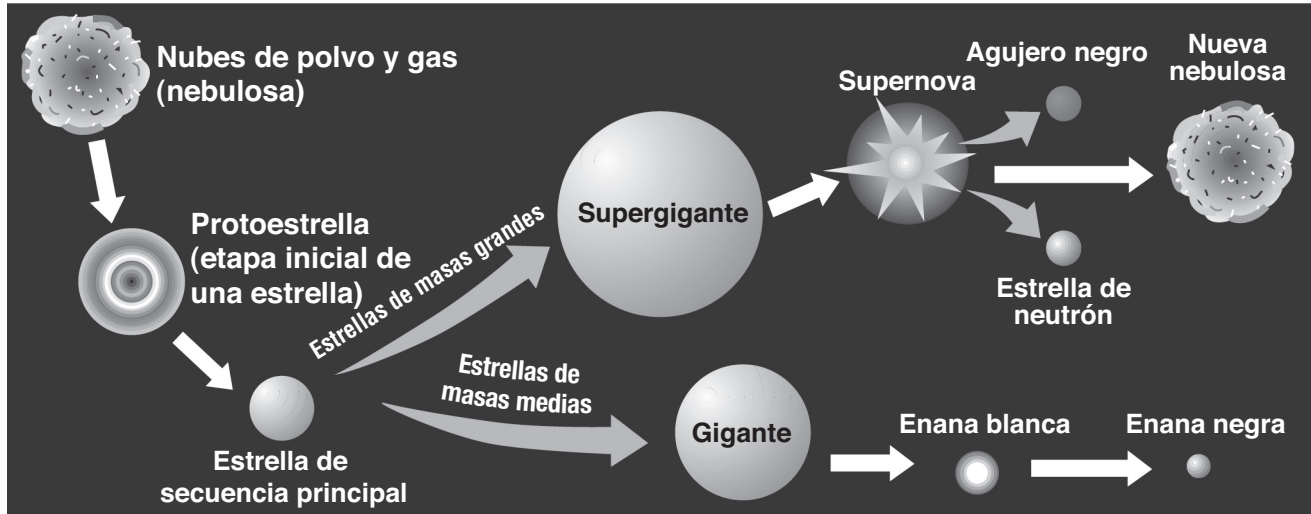 Nubes de polvo y gas
(nebulosa)
Protoestrella
(etapa inicial de
una estrella)
Estrella de
secuencia principal
Estrellas de masas grandes
Supergigante
Supernova
Agujero negro
Nueva
nebulosa
Estrella de
neutrón
Estrellas de
masas medias
Gigante
Enana blanca
Enana negra